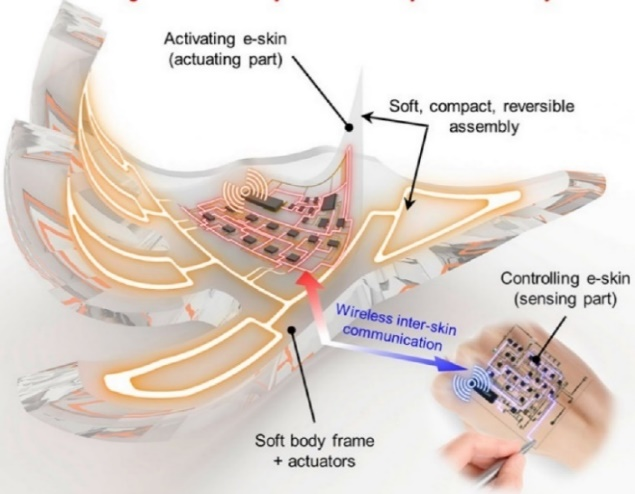 Activating e-skin
(actuating part)
Soft, compact, reversible
assembly
Controlling e-skin
(sensing part)
Wireless inter-skin
communication
Soft body frame
+ actuators